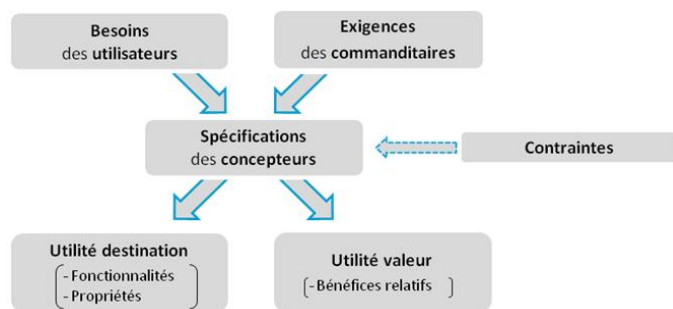 Besoins
des utilisateurs
Exigences
des commanditaires
Spécifications
des concepteurs
Contraintes
Utilité destination
- Fonctionnalités
- Propriétés
Utilité valeur
- Bénéfices relatifs